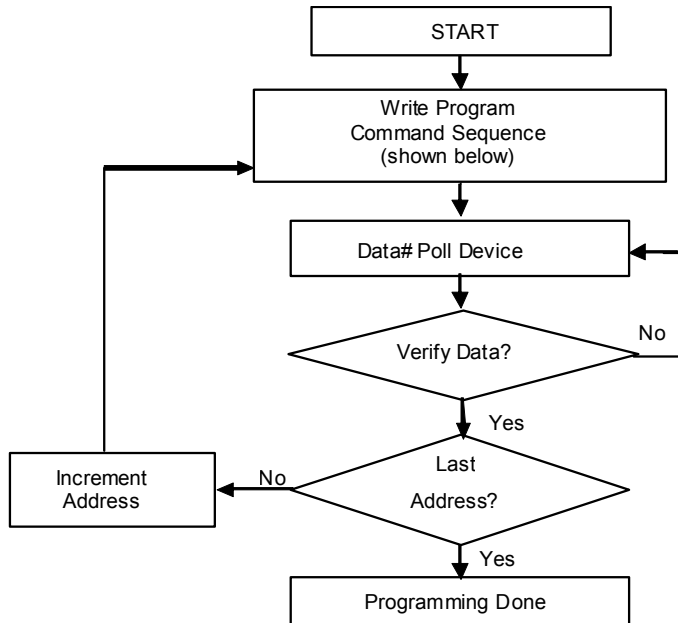 START
Write Program
Command Sequence
(shown below)
Data# Poll Device
Verify Data?
No
Yes
Last
Address?
No
Increment
Address
Yes
Programming Done